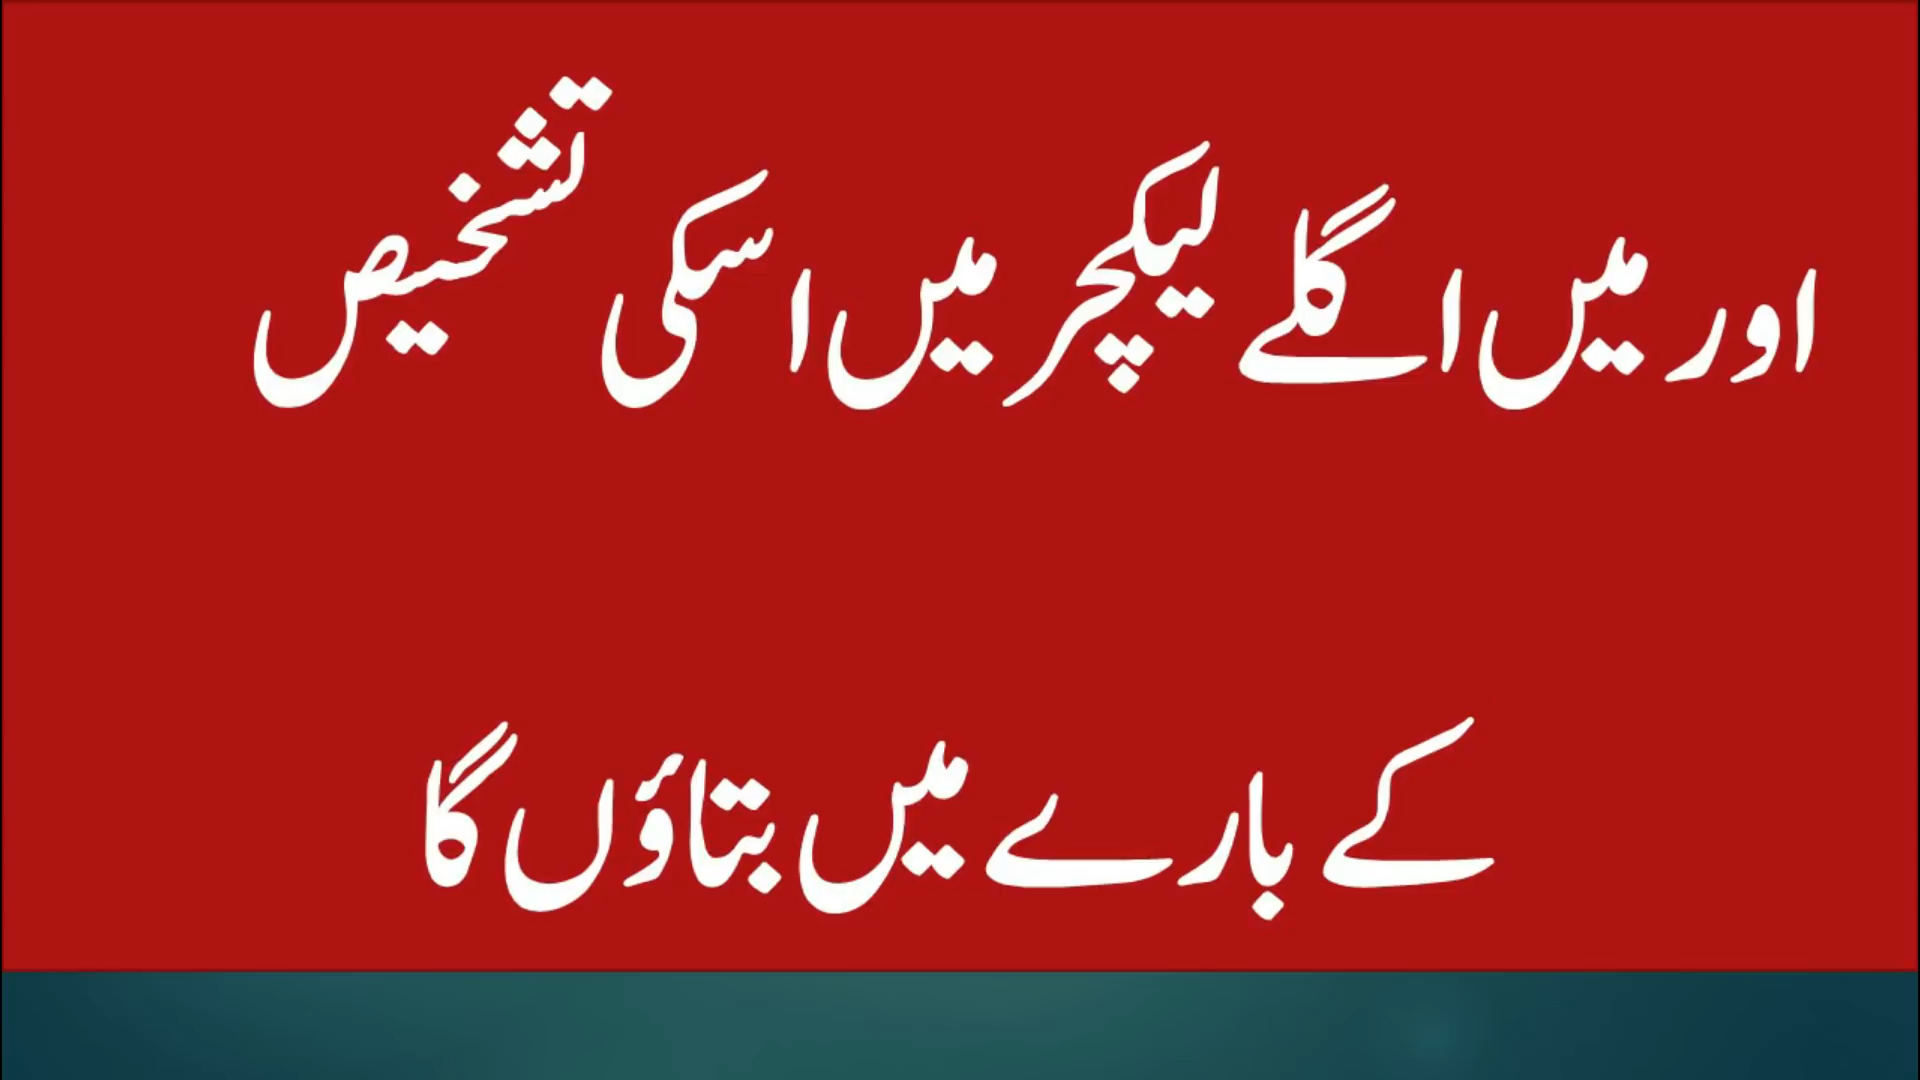 اور میں اگلے لیکچر میں اسکی تشخیص
کے بارے میں بتاؤں گا